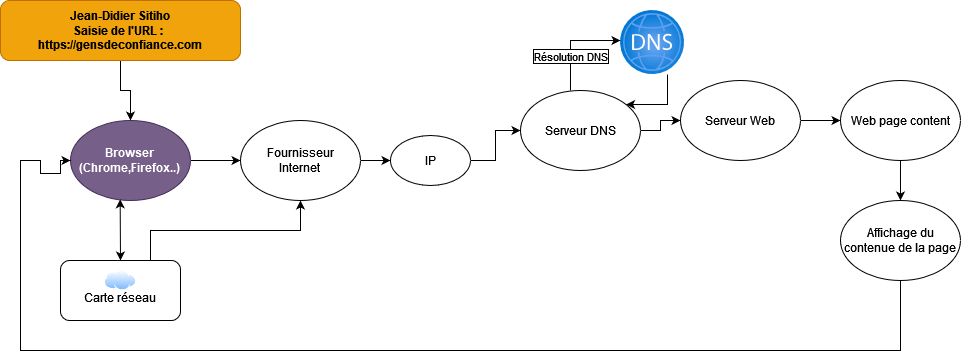 Jean-Didier Sitiho
Saisie de l'URL :
https://gensdeconfiance.com
DNS
Résolution DNS
Browser
(Chrome,Firefox..)
Fournisseur
Internet
IP
Serveur DNS
Serveur Web
Web page content
Affichage du
contenue de la page
Carte réseau